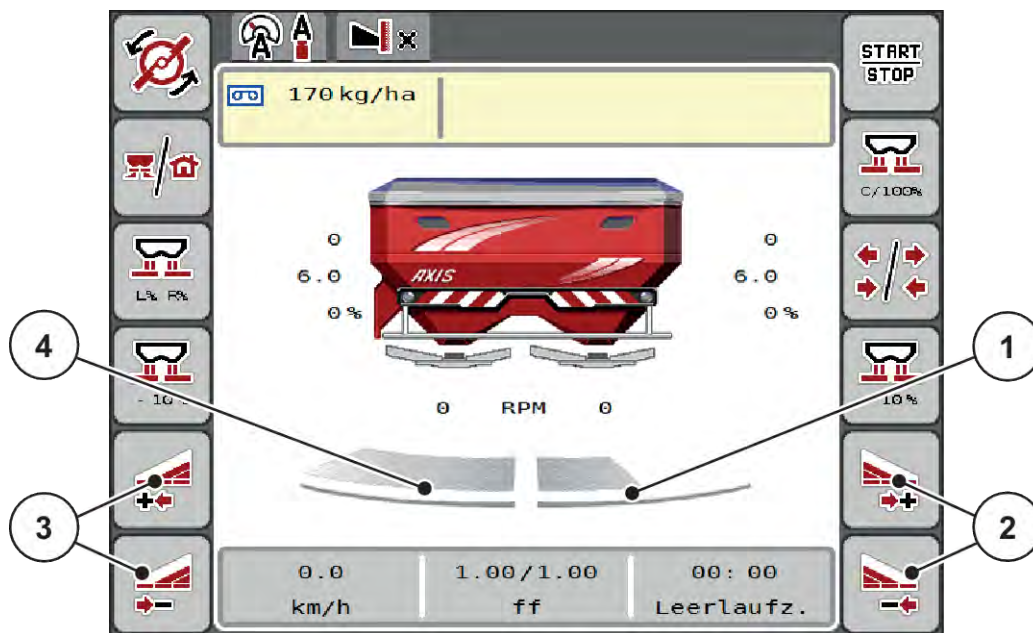 A A x
START
STOP
170 kg/ha
C/100%
0 0
6.0 AXIS 6.0
L% R%
0% 0%
4 1
- 10 10%
0 RPM 0
3 2
0.0 1.00/1.00 00:00
km/h ff Leerlaufz.